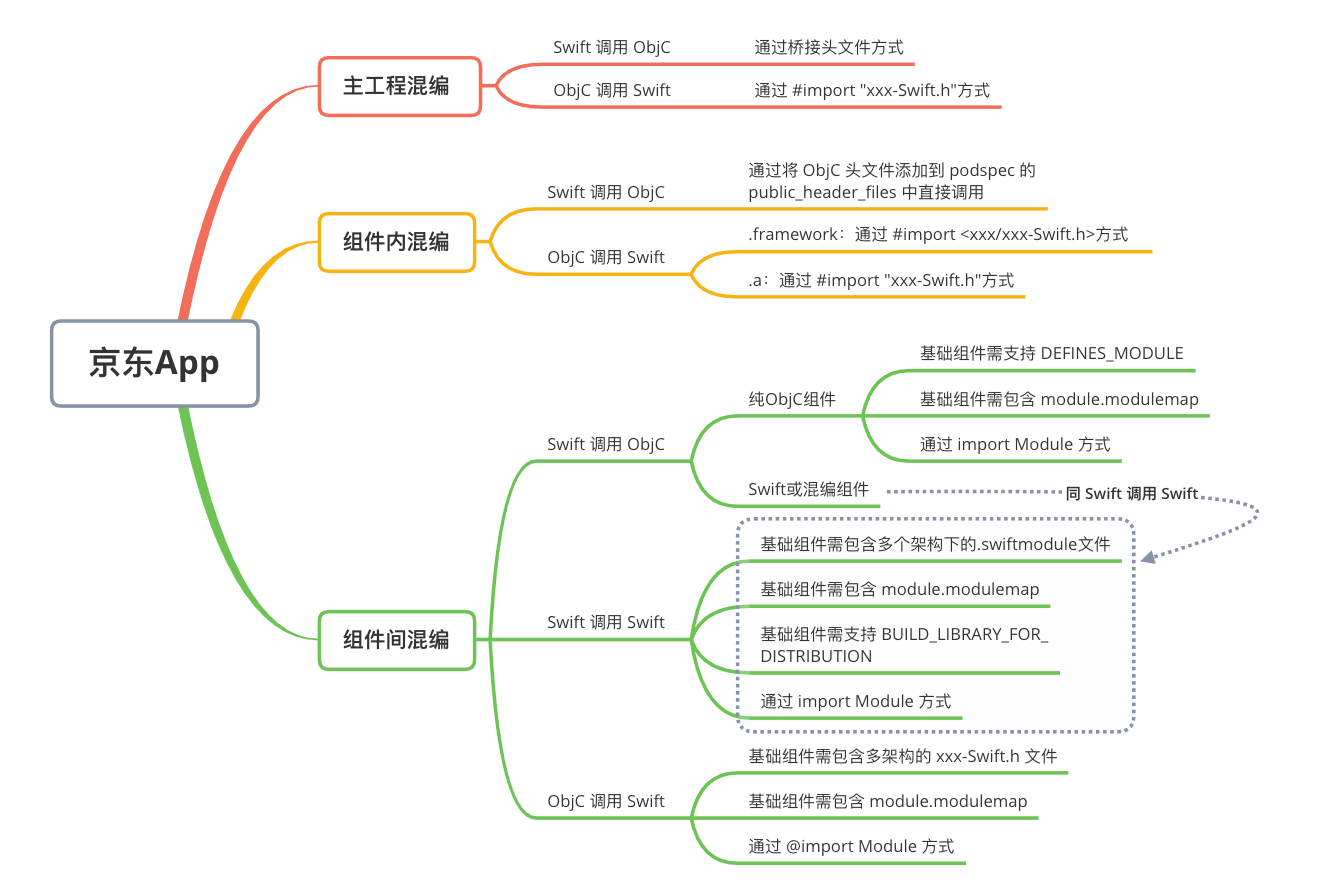 京东App
主工程混编
Swift 调用 ObjC
通过桥接头文件方式
ObjC 调用 Swift
通过 #import "xxx-Swift.h"方式
组件内混编
Swift 调用 ObjC
通过将 ObjC 头文件添加到 podspec 的
public_header_files 中直接调用
ObjC 调用 Swift
.framework：通过 #import <xxx/xxx-Swift.h>方式
.a：通过 #import "xxx-Swift.h"方式
组件间混编
Swift 调用 ObjC
纯ObjC组件
基础组件需支持 DEFINES_MODULE
基础组件需包含 module.modulemap
通过 import Module 方式
Swift或混编组件
同 Swift 调用 Swift
Swift 调用 Swift
基础组件需包含多个架构下的.swiftmodule文件
基础组件需包含 module.modulemap
基础组件需支持 BUILD_LIBRARY_FOR_
DISTRIBUTION
通过 import Module 方式
ObjC 调用 Swift
基础组件需包含多架构的 xxx-Swift.h 文件
基础组件需包含 module.modulemap
通过 @import Module 方式